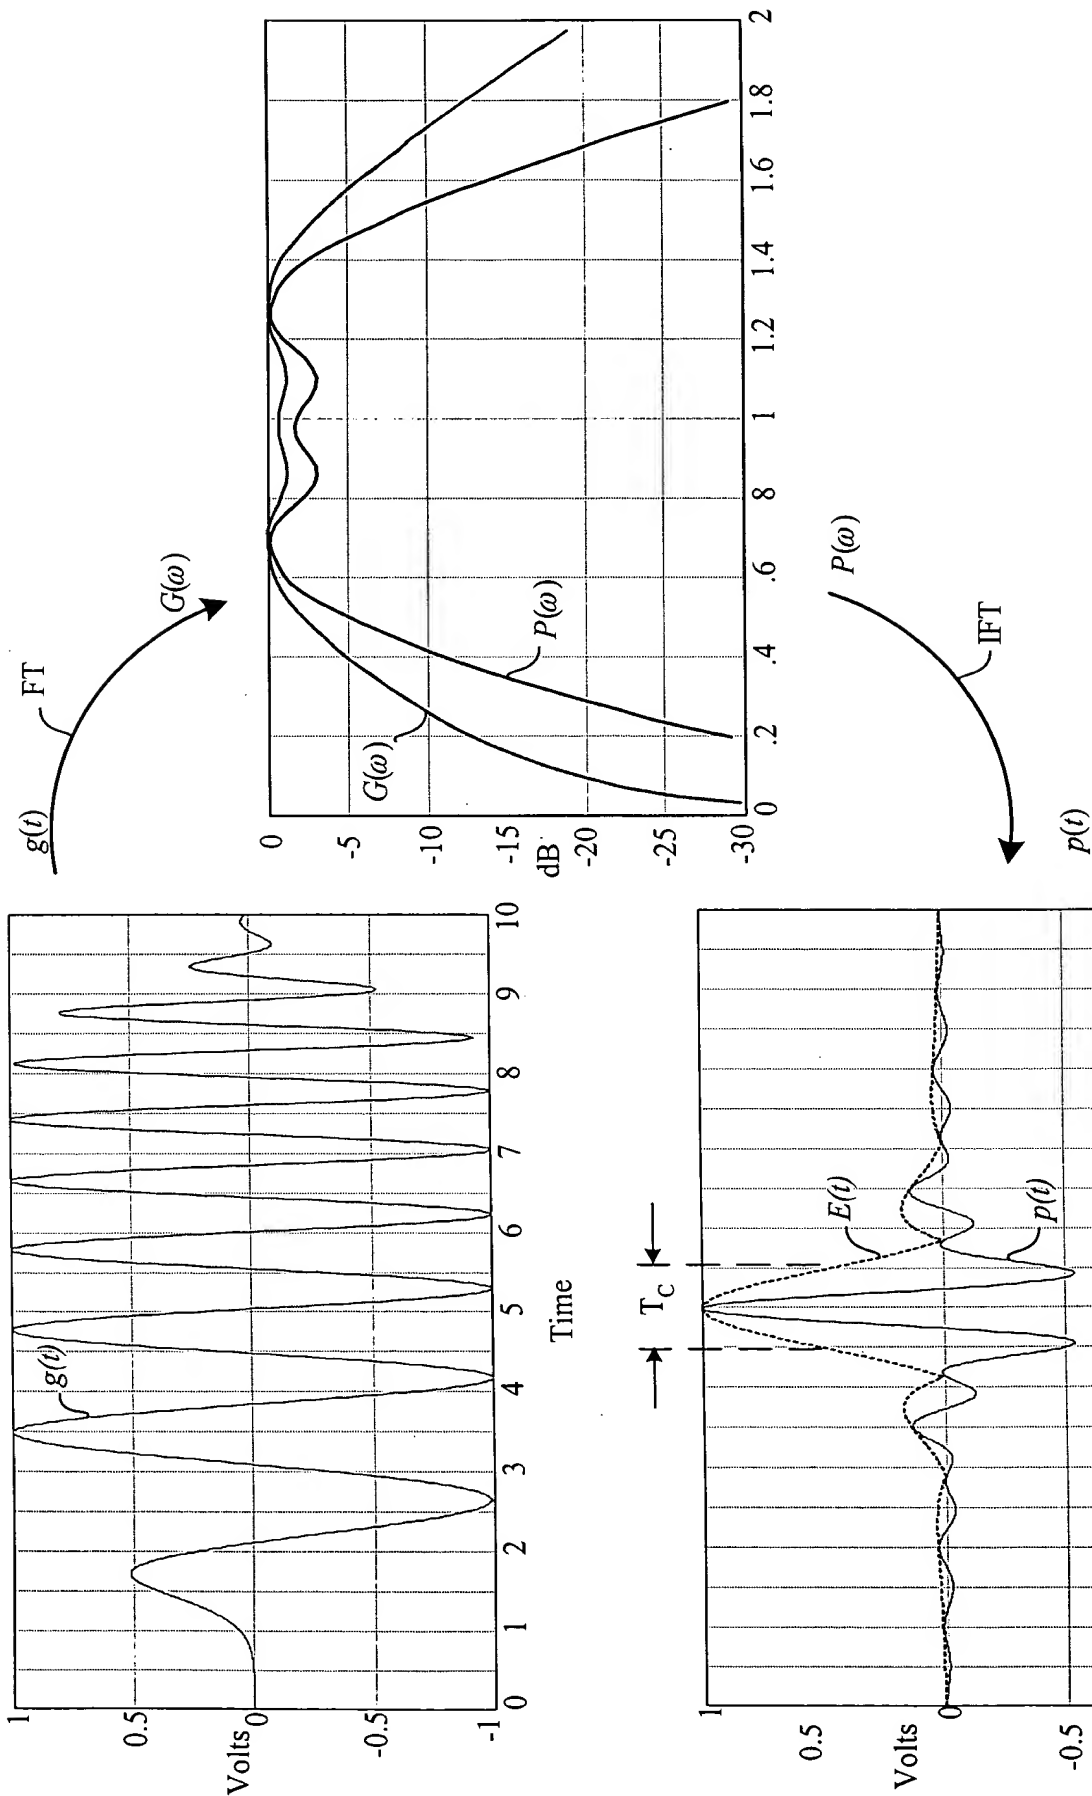 g(t)
FT
G(ω)
1
0.5
Volts 0
-0.5
-1
g(t)
0 1 2 3 4 5 6 7 8 9 10
Time
0
-5
-10
-15
dB
-20
-25
-30
G(ω)
P(ω)
0 .2 .4 .6 .8 1 1.2 1.4 1.6 1.8 2
P(ω)
IFT
p(t)
1
0.5
Volts 0
-0.5
T_C
E(t)
p(t)